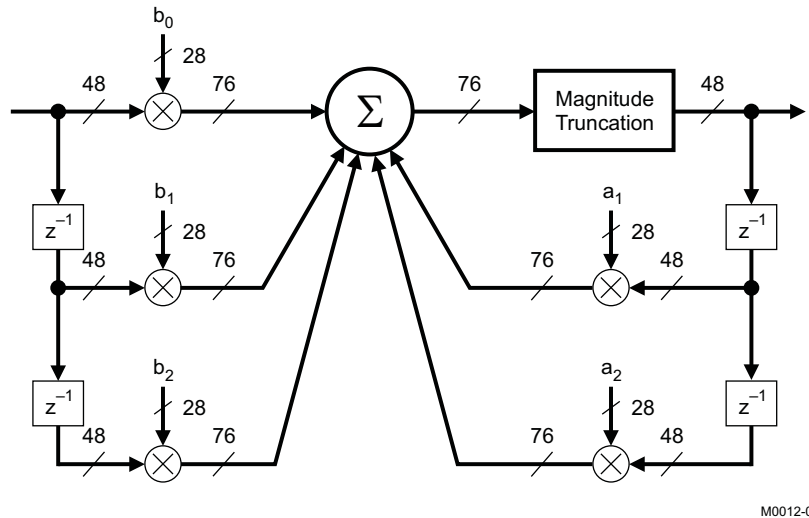 b0
28
48
76
Σ
76
Magnitude
Truncation
48
z–1
b1
28
48
76
a1
28
76
48
z–1
z–1
b2
28
48
76
a2
28
76
48
z–1
M0012-0